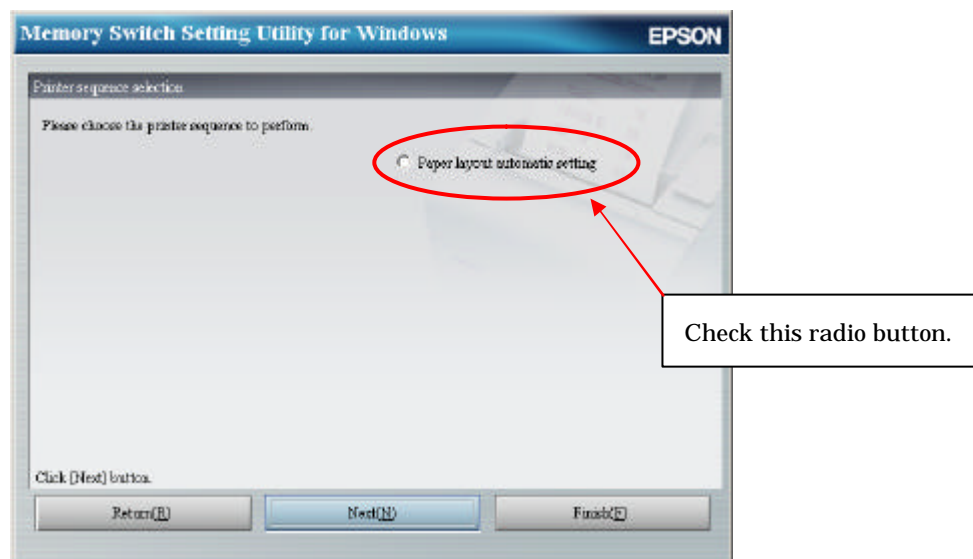 Memory Switch Setting Utility for Windows
EPSON
Printer sequence selection
Please choose the printer sequence to perform.
Paper layout automatic setting
Check this radio button.
Click [Next] button.
Return(R)
Next(N)
Finish(F)